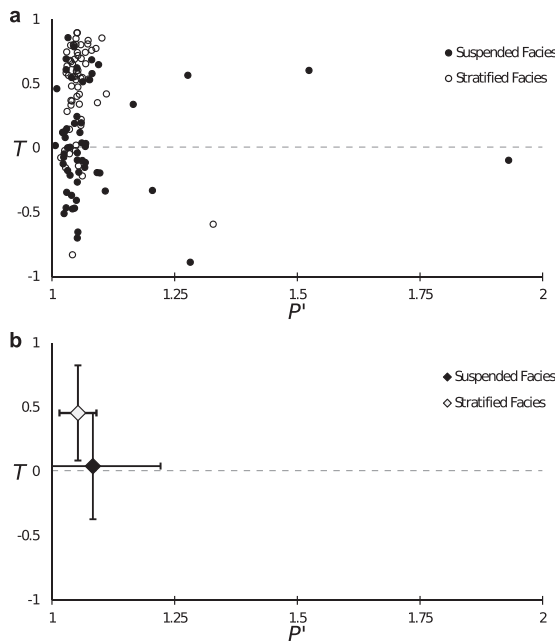 a
1
0.5
T 0
-0.5
-1
1 1.25 1.5 1.75 2
P'
Suspended Facies
Stratified Facies
b
1
0.5
T 0
-0.5
-1
1 1.25 1.5 1.75 2
P'
Suspended Facies
Stratified Facies